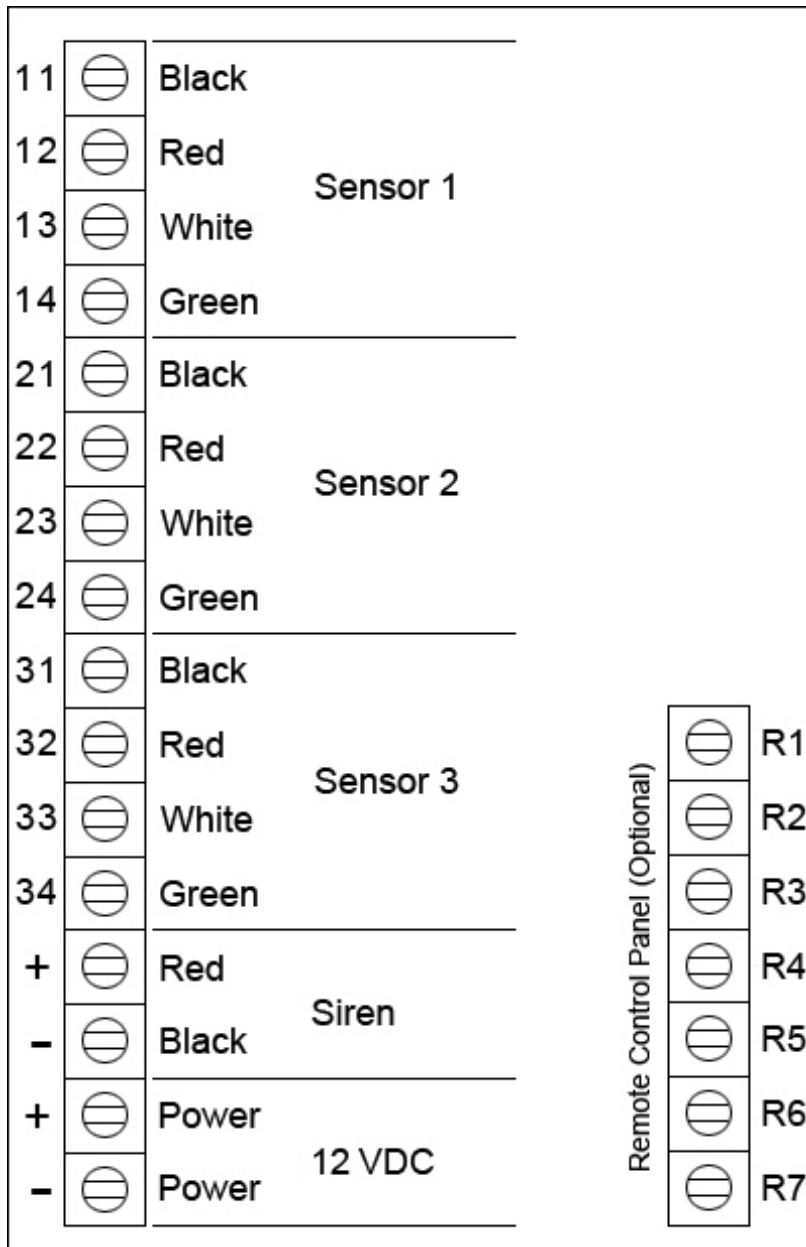 11 Black
12 Red
Sensor 1
13 White
14 Green
21 Black
22 Red
Sensor 2
23 White
24 Green
31 Black
32 Red
Sensor 3
33 White
34 Green
+ Red
Siren
- Black
+ Power
12 VDC
- Power
Remote Control Panel (Optional)
R1
R2
R3
R4
R5
R6
R7